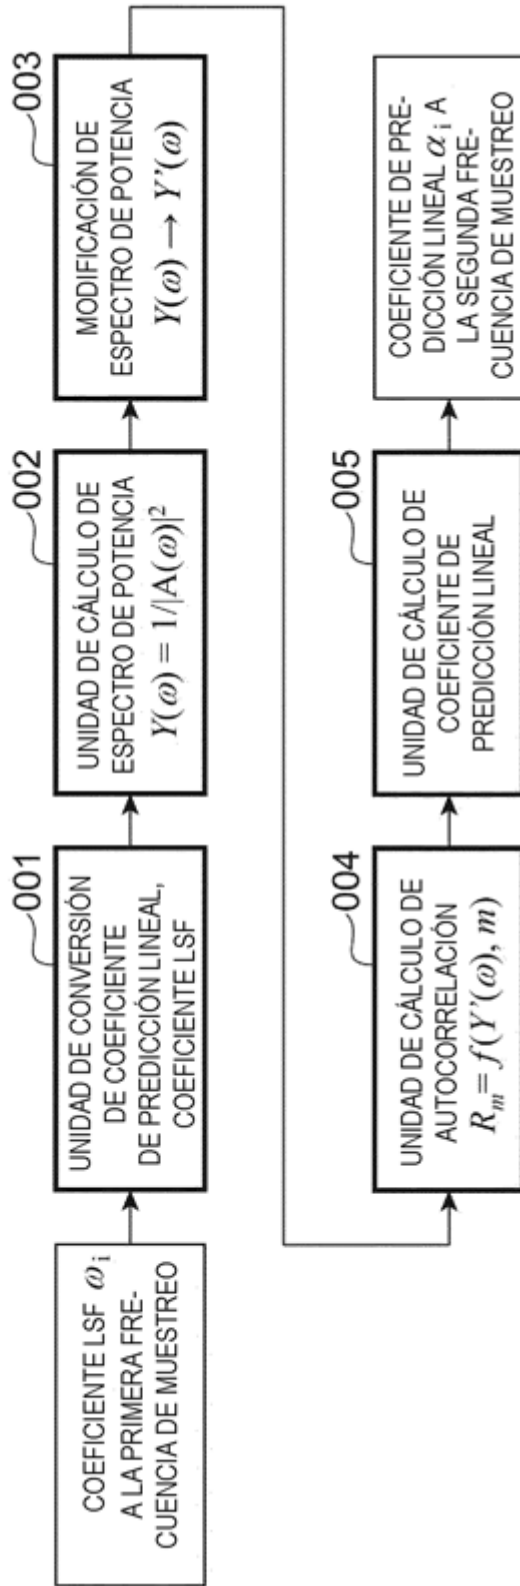 COEFICIENTE LSF ω_i
A LA PRIMERA FRE-
CUENCIA DE MUESTREO
001
UNIDAD DE CONVERSIÓN
DE COEFICIENTE
DE PREDICCIÓN LINEAL,
COEFICIENTE LSF
002
UNIDAD DE CÁLCULO DE
ESPECTRO DE POTENCIA
Y(ω) = 1/|A(ω)|²
003
MODIFICACIÓN DE
ESPECTRO DE POTENCIA
Y(ω) → Y’(ω)
004
UNIDAD DE CÁLCULO DE
AUTOCORRELACIÓN
R_m = f(Y’(ω), m)
005
UNIDAD DE CÁLCULO DE
COEFICIENTE DE
PREDICCIÓN LINEAL
COEFICIENTE DE PRE-
DICCIÓN LINEAL α_i A
LA SEGUNDA FRE-
CUENCIA DE MUESTREO